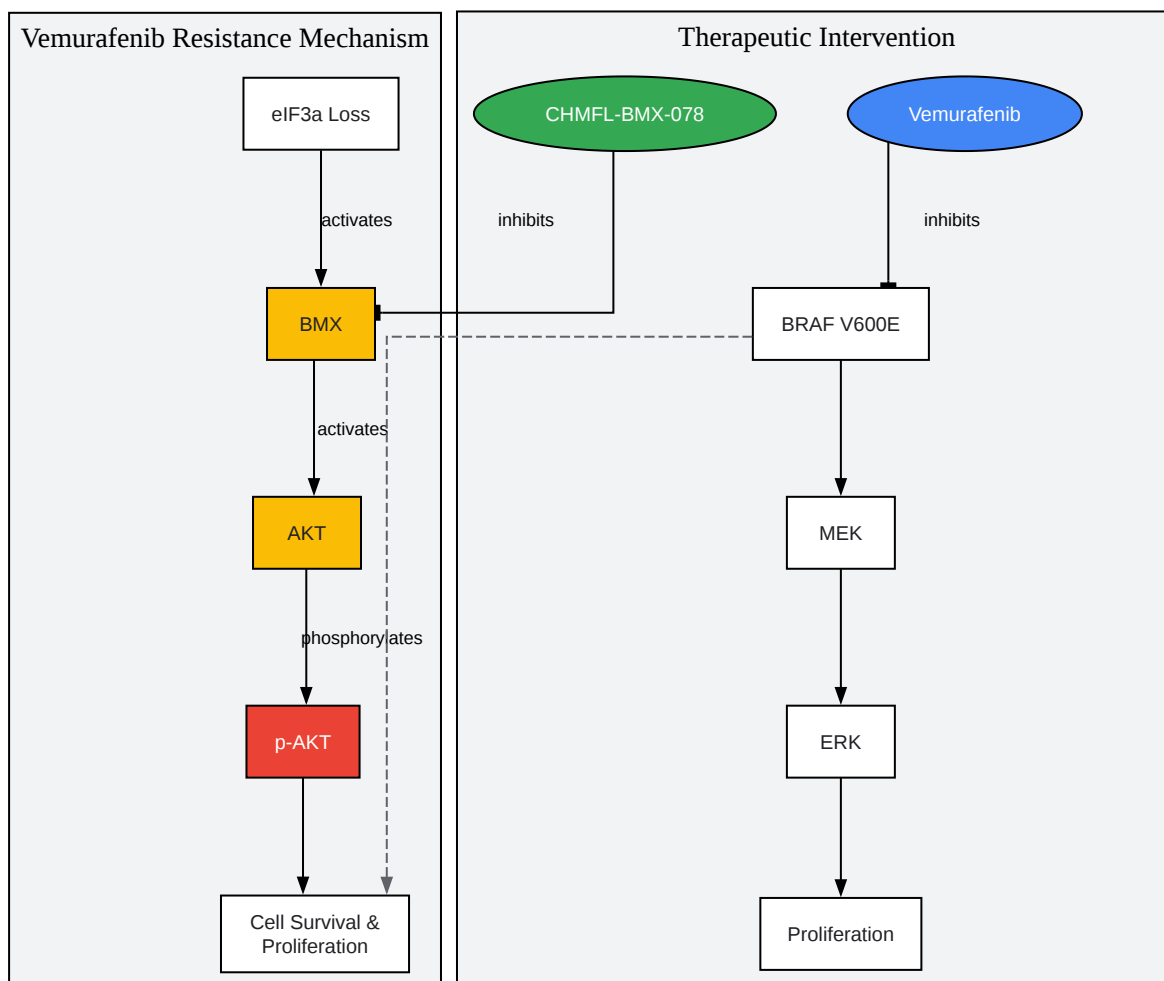 Vemurafenib Resistance Mechanism
eIF3a Loss
activates
BMX
activates
AKT
phosphorylates
p-AKT
Cell Survival &
Proliferation
Therapeutic Intervention
CHMFL-BMX-078
Vemurafenib
inhibits
inhibits
BRAF V600E
MEK
ERK
Proliferation